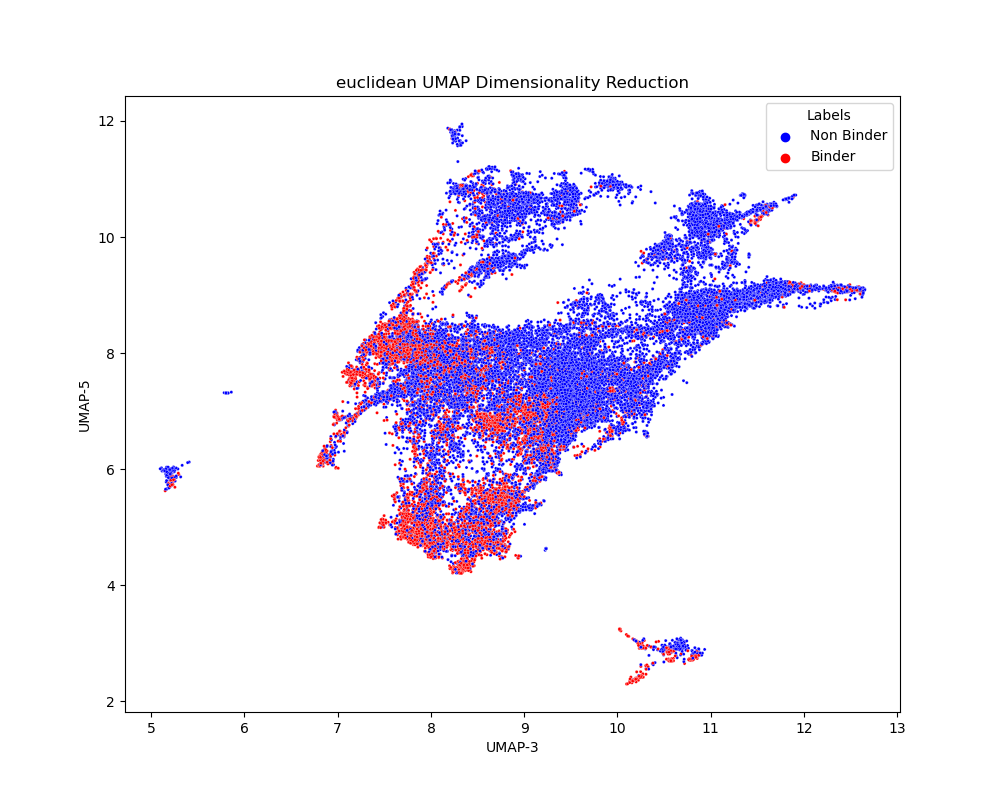 euclidean UMAP Dimensionality Reduction
Labels
Non Binder
Binder
12
10
8
6
4
2
UMAP-5
5 6 7 8 9 10 11 12 13
UMAP-3